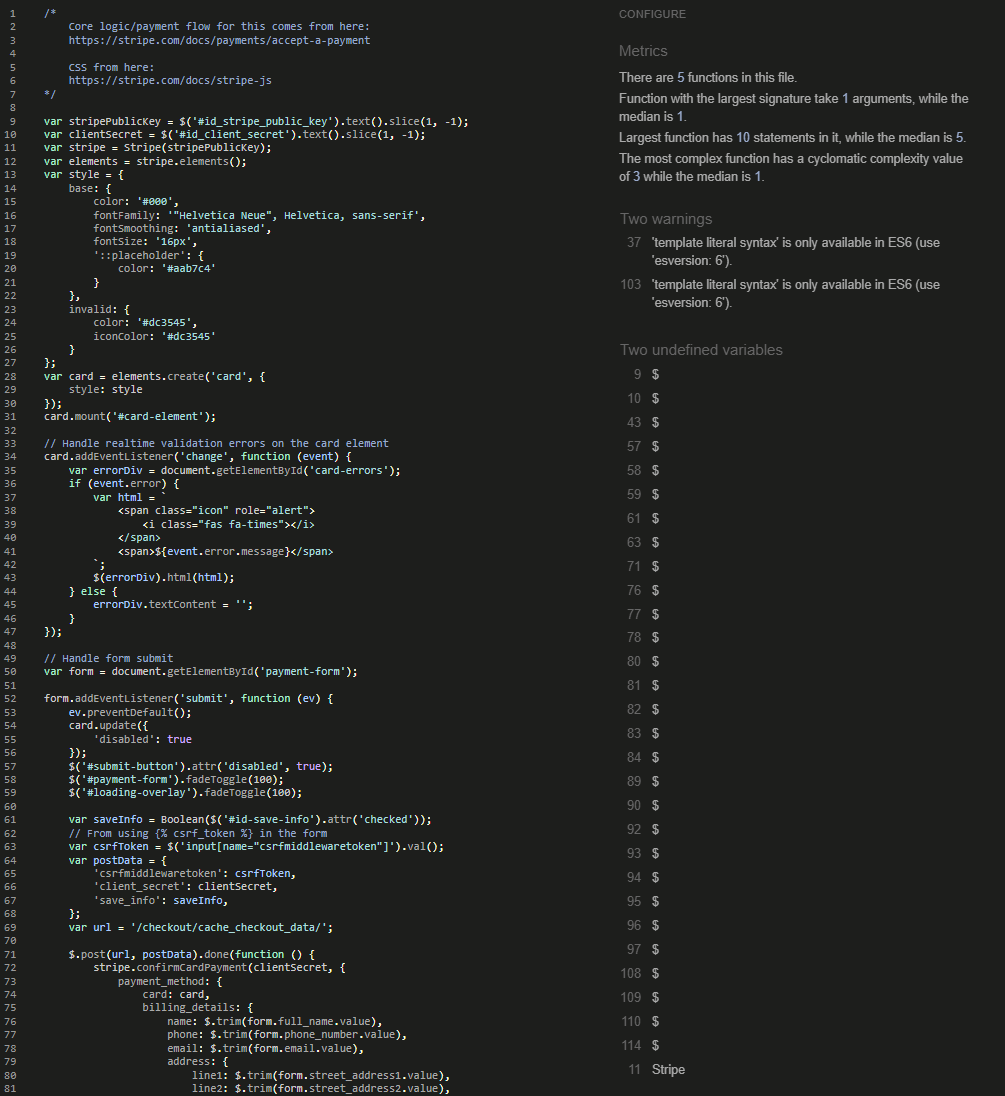 1 /*
2 Core logic/payment flow for this comes from here:
3 https://stripe.com/docs/payments/accept-a-payment
4
5 CSS from here:
6 https://stripe.com/docs/stripe-js
7 */
8
9 var stripePublicKey = $('#id_stripe_public_key').text().slice(1, -1);
10 var clientSecret = $('#id_client_secret').text().slice(1, -1);
11 var stripe = Stripe(stripePublicKey);
12 var elements = stripe.elements();
13 var style = {
14 base: {
15 color: '#000',
16 fontFamily: '"Helvetica Neue", Helvetica, sans-serif',
17 fontSmoothing: 'antialiased',
18 fontSize: '16px',
19 '::placeholder': {
20 color: '#aab7c4'
21 }
22 },
23 invalid: {
24 color: '#dc3545',
25 iconColor: '#dc3545'
26 }
27 };
28 var card = elements.create('card', {
29 style: style
30 });
31 card.mount('#card-element');
32
33 // Handle realtime validation errors on the card element
34 card.addEventListener('change', function (event) {
35 var errorDiv = document.getElementById('card-errors');
36 if (event.error) {
37 var html = `
38 <span class="icon" role="alert">
39 <i class="fas fa-times"></i>
40 </span>
41 <span>${event.error.message}</span>
42 `;
43 $(errorDiv).html(html);
44 } else {
45 errorDiv.textContent = '';
46 }
47 });
48
49 // Handle form submit
50 var form = document.getElementById('payment-form');
51
52 form.addEventListener('submit', function (ev) {
53 ev.preventDefault();
54 card.update({
55 'disabled': true
56 });
57 $('#submit-button').attr('disabled', true);
58 $('#payment-form').fadeToggle(100);
59 $('#loading-overlay').fadeToggle(100);
60
61 var saveInfo = Boolean($('#id-save-info').attr('checked'));
62 // From using {% csrf_token %} in the form
63 var csrfToken = $('input[name="csrfmiddlewaretoken"]').val();
64 var postData = {
65 'csrfmiddlewaretoken': csrfToken,
66 'client_secret': clientSecret,
67 'save_info': saveInfo,
68 };
69 var url = '/checkout/cache_checkout_data/';
70
71 $.post(url, postData).done(function () {
72 stripe.confirmCardPayment(clientSecret, {
73 payment_method: {
74 card: card,
75 billing_details: {
76 name: $.trim(form.full_name.value),
77 phone: $.trim(form.phone_number.value),
78 email: $.trim(form.email.value),
79 address: {
80 line1: $.trim(form.street_address1.value),
81 line2: $.trim(form.street_address2.value),
CONFIGURE
Metrics
There are 5 functions in this file.
Function with the largest signature take 1 arguments, while the
median is 1.
Largest function has 10 statements in it, while the median is 5.
The most complex function has a cyclomatic complexity value
of 3 while the median is 1.
Two warnings
37 'template literal syntax' is only available in ES6 (use
'esversion: 6').
103 'template literal syntax' is only available in ES6 (use
'esversion: 6').
Two undefined variables
9 $
10 $
43 $
57 $
58 $
59 $
61 $
63 $
71 $
76 $
77 $
78 $
80 $
81 $
82 $
83 $
84 $
89 $
90 $
92 $
93 $
94 $
95 $
96 $
97 $
108 $
109 $
110 $
114 $
11 Stripe